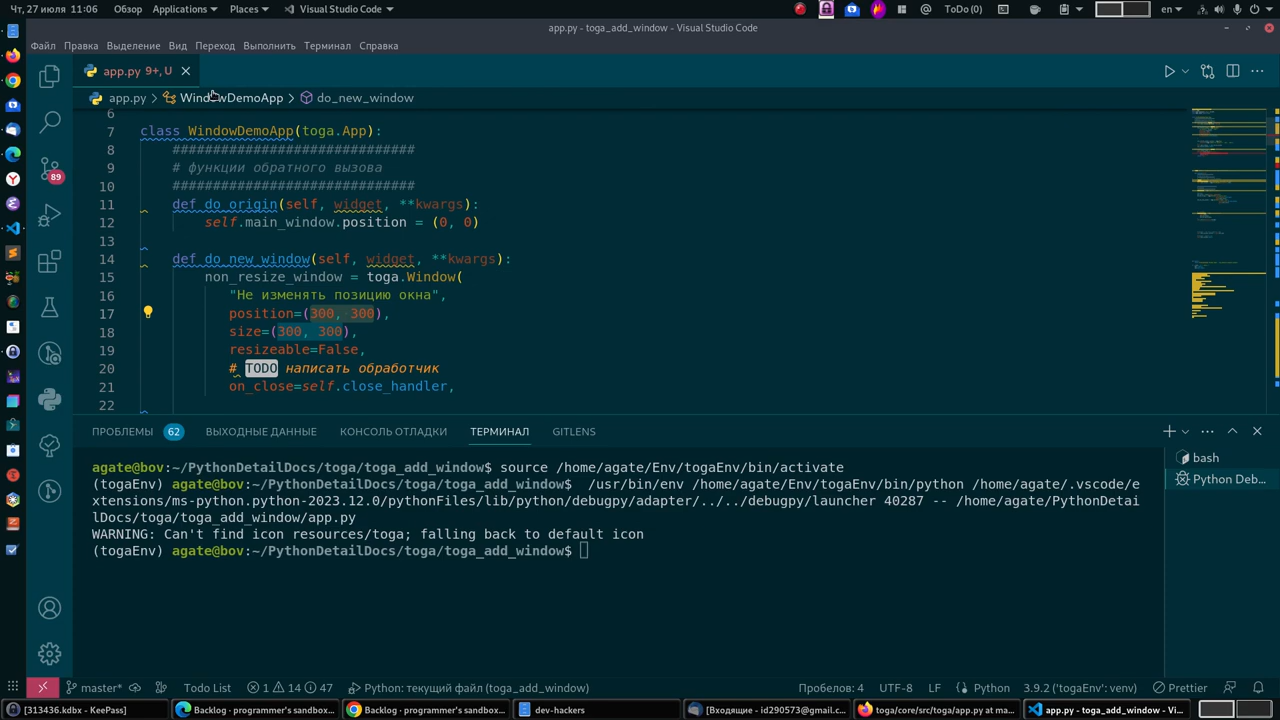 Чт, 27 июля 11:06 Обзор Applications Places Visual Studio Code ToDo (0) en
app.py - toga_add_window - Visual Studio Code
Файл Правка Выделение Вид Переход Выполнить Терминал Справка
app.py 9+, U
app.py > WindowDemoApp > do_new_window
6
7 class WindowDemoApp(toga.App):
8 ##############################
9 # функции обратного вызова
10 ##############################
11 def do_origin(self, widget, **kwargs):
12 self.main_window.position = (0, 0)
13
14 def do_new_window(self, widget, **kwargs):
15 non_resize_window = toga.Window(
16 "Не изменять позицию окна",
17 position=(300, 300),
18 size=(300, 300),
19 resizeable=False,
20 # TODO написать обработчик
21 on_close=self.close_handler,
22
89
ПРОБЛЕМЫ 62 ВЫХОДНЫЕ ДАННЫЕ КОНСОЛЬ ОТЛАДКИ ТЕРМИНАЛ GITLENS
agate@bov:~/PythonDetailDocs/toga/toga_add_window$ source /home/agate/Env/togaEnv/bin/activate
(togaEnv) agate@bov:~/PythonDetailDocs/toga/toga_add_window$ /usr/bin/env /home/agate/Env/togaEnv/bin/python /home/agate/.vscode/e
xtensions/ms-python.python-2023.12.0/pythonFiles/lib/python/debugpy/adapter/../../debugpy/launcher 40287 -- /home/agate/PythonDetai
lDocs/toga/toga_add_window/app.py
WARNING: Can't find icon resources/toga; falling back to default icon
(togaEnv) agate@bov:~/PythonDetailDocs/toga/toga_add_window$
bash
Python Deb...
master* Todo List 1 14 47 Python: текущий файл (toga_add_window) Пробелов: 4 UTF-8 LF Python 3.9.2 ('togaEnv': venv) Prettier
[313436.kdbx - KeePass] Backlog - programmer's sandbox... Backlog - programmer's sandbox... dev-hackers [Входящие - id290573@gmail.c... toga/core/src/toga/app.py at ma... app.py - toga_add_window - Vi...